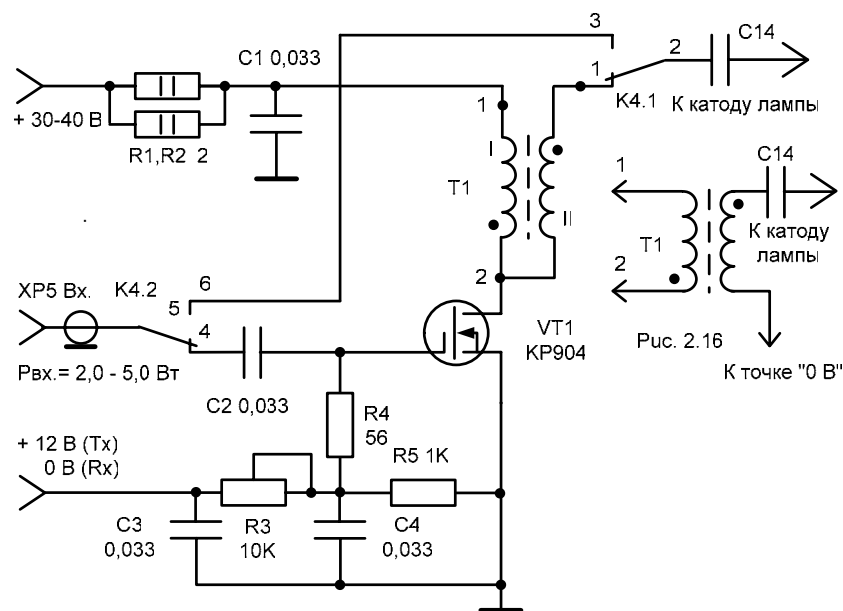 3
C14
C1 0,033
2
1
K4.1
К катоду лампы
+ 30-40 В
R1,R2 2
1
I
T1
II
2
1
C14
К катоду
лампы
T1
2
Рис. 2.16
К точке "0 В"
ХР5 Вх.
K4.2
6
5
4
Рвх.= 2,0 - 5,0 Вт
C2 0,033
VT1
КР904
R4
56
+ 12 В (Тх)
0 В (Rx)
R5 1K
C3
0,033
R3
10K
C4
0,033